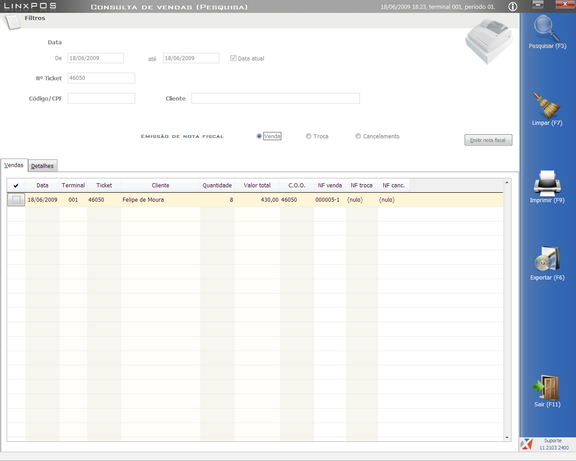 LINXPOS CONSULTA DE VENDAS (PESQUISA) 18/06/2009 18:23, terminal 001, período 01.
Filtros
Data
De 18/06/2009 até 18/06/2009 Data atual
Nº Ticket 46050
Código/CPF Cliente
EMISSÃO DE NOTA FISCAL Venda Troca Cancelamento Emitir nota fiscal
Vendas Detalhes
Data Terminal Ticket Cliente Quantidade Valor total C.O.O. NF venda NF troca NF canc.
18/06/2009 001 46050 Felipe de Moura 8 430,00 46050 000005-1 (nulo) (nulo)
Pesquisar (F3)
Limpar (F7)
Imprimir (F9)
Exportar (F6)
Sair (F11)
Suporte
11 2103 2400